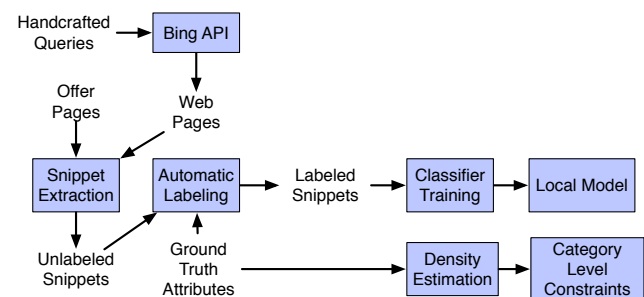 Handcrafted
Queries
Bing API
Offer
Pages
Web
Pages
Snippet
Extraction
Automatic
Labeling
Labeled
Snippets
Classifier
Training
Local Model
Unlabeled
Snippets
Ground
Truth
Attributes
Density
Estimation
Category
Level
Constraints